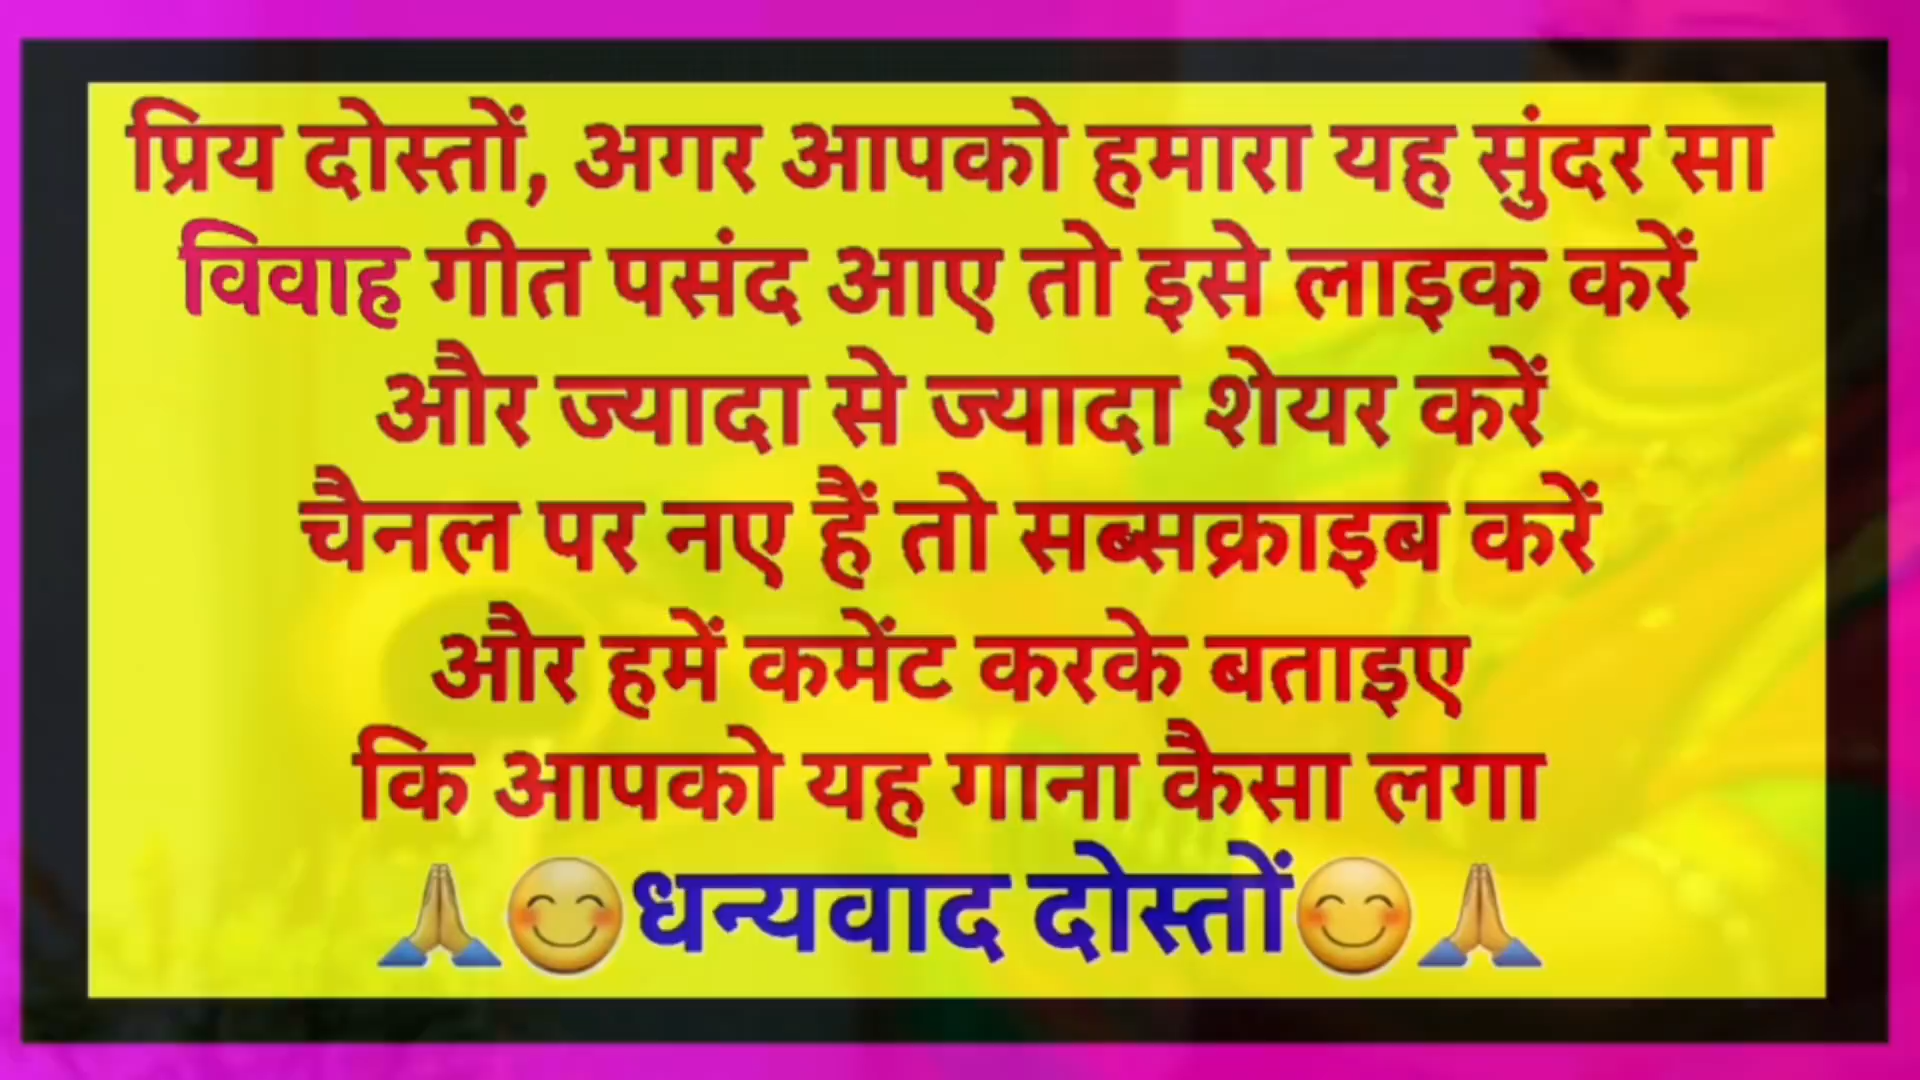 प्रिय दोस्तों, अगर आपको हमारा यह सुंदर सा
विवाह गीत पसंद आए तो इसे लाइक करें
और ज्यादा से ज्यादा शेयर करें
चैनल पर नए हैं तो सब्सक्राइब करें
और हमें कमेंट करके बताइए
कि आपको यह गाना कैसा लगा
🙏😊धन्यवाद दोस्तों😊🙏